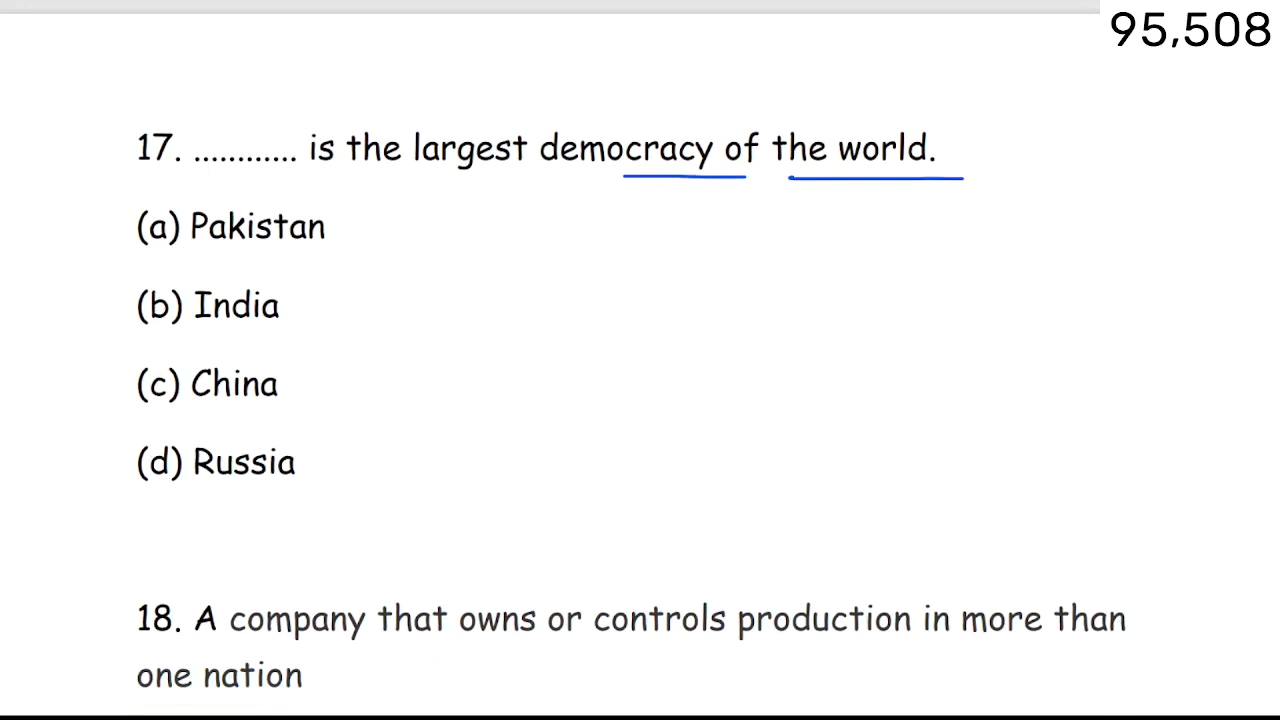 95,508
17. ............ is the largest democracy of the world.
(a) Pakistan
(b) India
(c) China
(d) Russia
18. A company that owns or controls production in more than
one nation